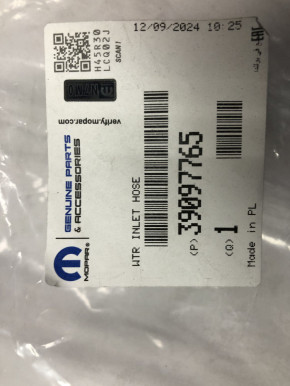 12/09/2024 10:25
H45R30
LCQ02J
SCAN!
verify.mopar.com
GENUINE PARTS
& ACCESSORIES
MOPAR®
WTR INLET HOSE
(P) 39097765
(Q) 1
Made in PL